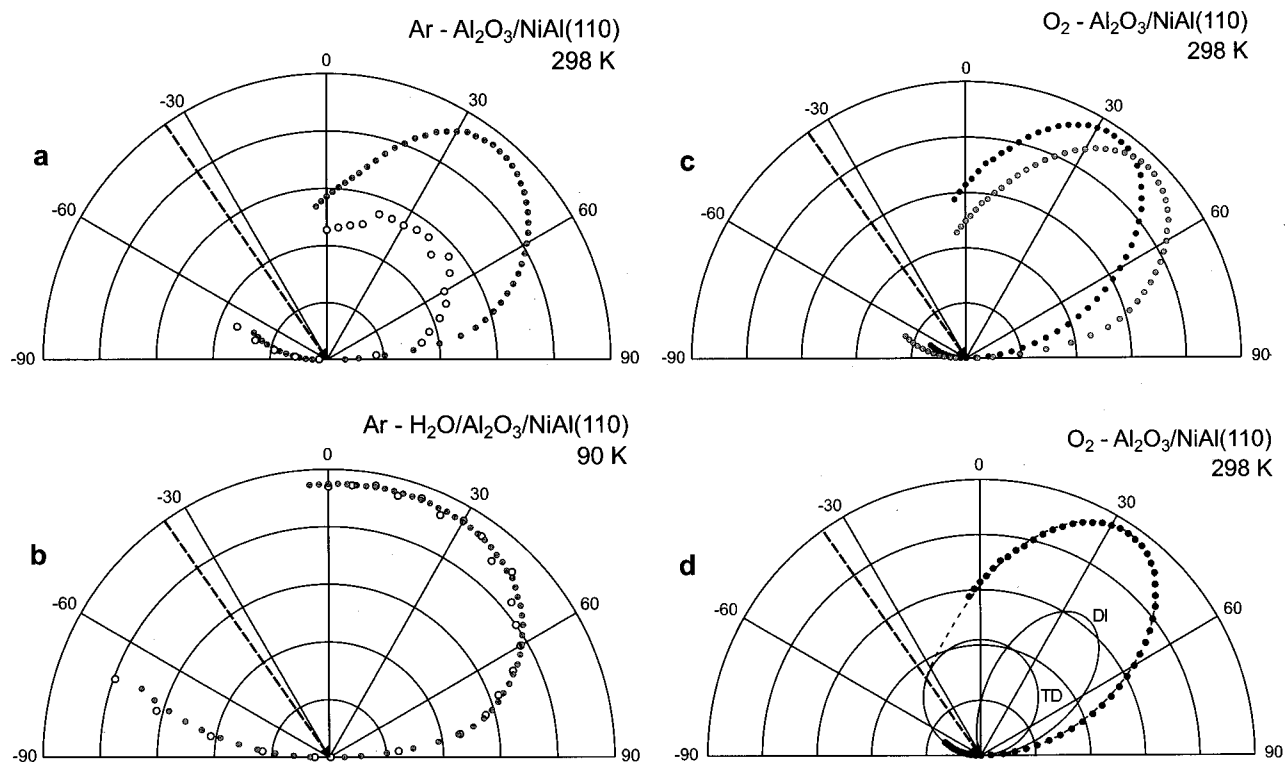 Ar - Al₂O₃/NiAl(110)
298 K
a
-90
-60
-30
0
30
60
90
O₂ - Al₂O₃/NiAl(110)
298 K
c
-90
-60
-30
0
30
60
90
Ar - H₂O/Al₂O₃/NiAl(110)
90 K
b
-90
-60
-30
0
30
60
90
O₂ - Al₂O₃/NiAl(110)
298 K
d
-90
-60
-30
0
30
60
90
DI
TD